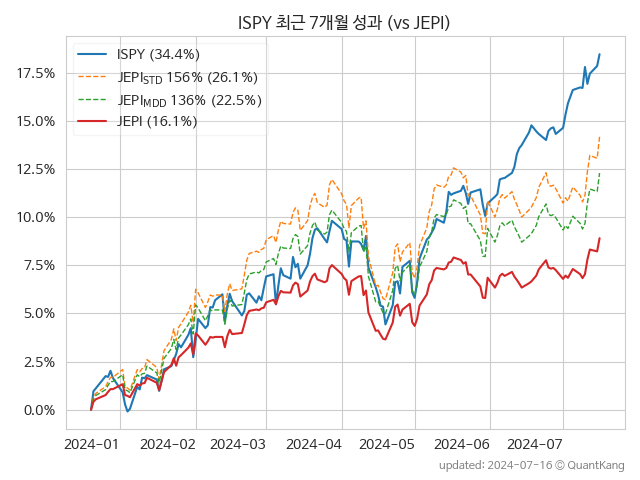 ISPY 최근 7개월 성과 (vs JEPI)
ISPY (34.4%)
JEPI_STD 156% (26.1%)
JEPI_MDD 136% (22.5%)
JEPI (16.1%)
17.5%
15.0%
12.5%
10.0%
7.5%
5.0%
2.5%
0.0%
2024-01 2024-02 2024-03 2024-04 2024-05 2024-06 2024-07
updated: 2024-07-16 © QuantKang